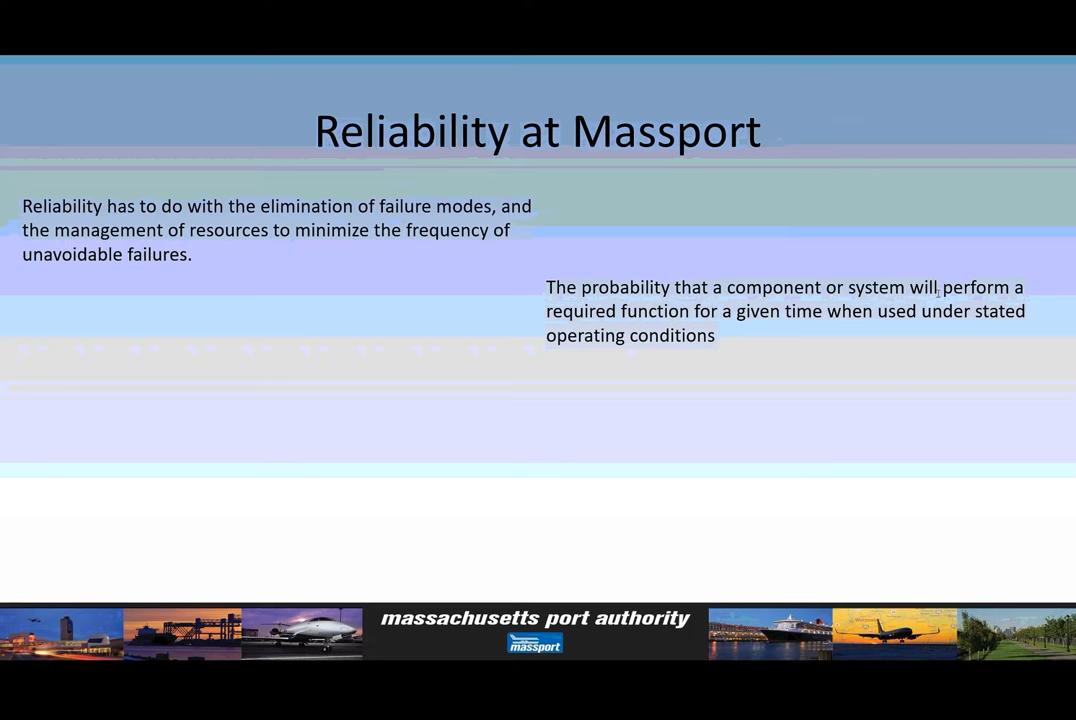 Reliability at Massport
Reliability has to do with the elimination of failure modes, and
the management of resources to minimize the frequency of
unavoidable failures.
The probability that a component or system will perform a
required function for a given time when used under stated
operating conditions
massachusetts port authority
massport